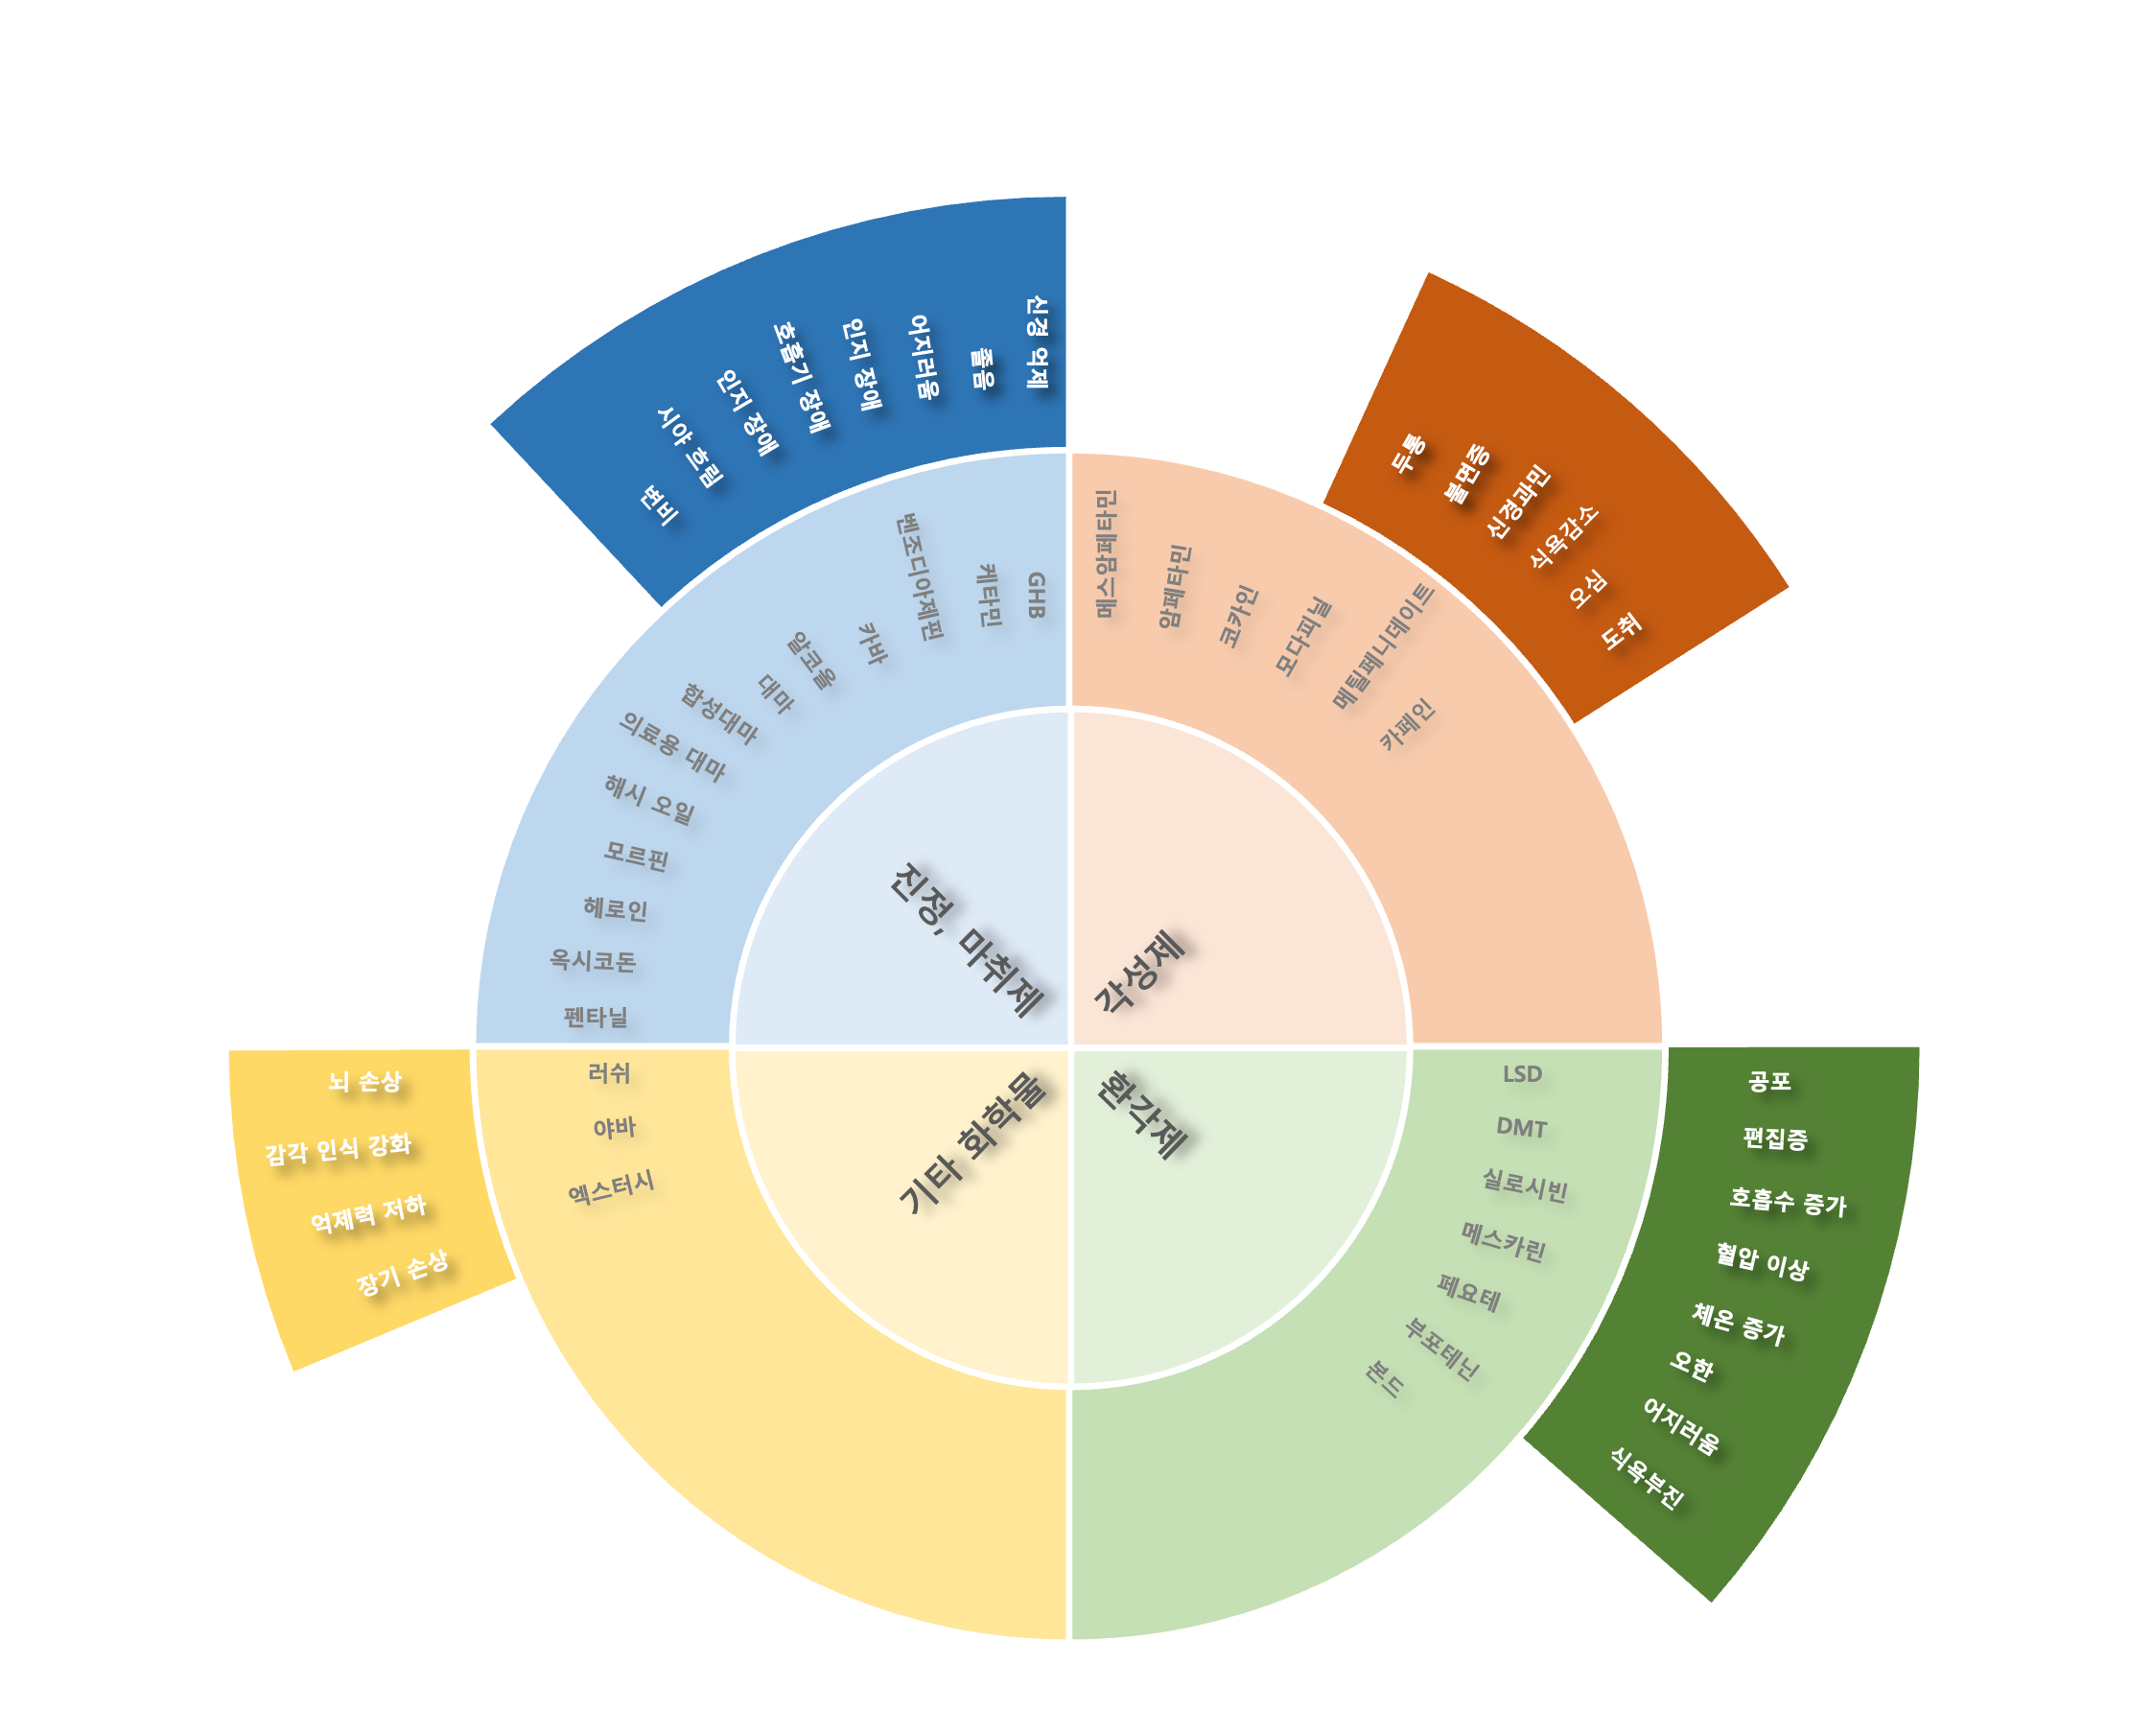 진정, 마취제
각성제
환각제
기타 화학물
GHB
케타민
벤조디아제핀
카바
알코올
대마
합성대마
의료용 대마
해시 오일
모르핀
헤로인
옥시코돈
펜타닐
신경 억제
졸음
어지러움
인지 장애
호흡기 장애
인지 장애
시야 흐림
변비
메스암페타민
암페타민
코카인
모다피닐
메틸페니데이트
카페인
두통
불면증
신경과민
식욕감소
오심
도취
LSD
DMT
실로시빈
메스카린
페요테
부포테닌
본드
공포
편집증
호흡수 증가
혈압 이상
체온 증가
오한
어지러움
식욕부진
러쉬
야바
엑스터시
뇌 손상
감각 인식 강화
억제력 저하
장기 손상